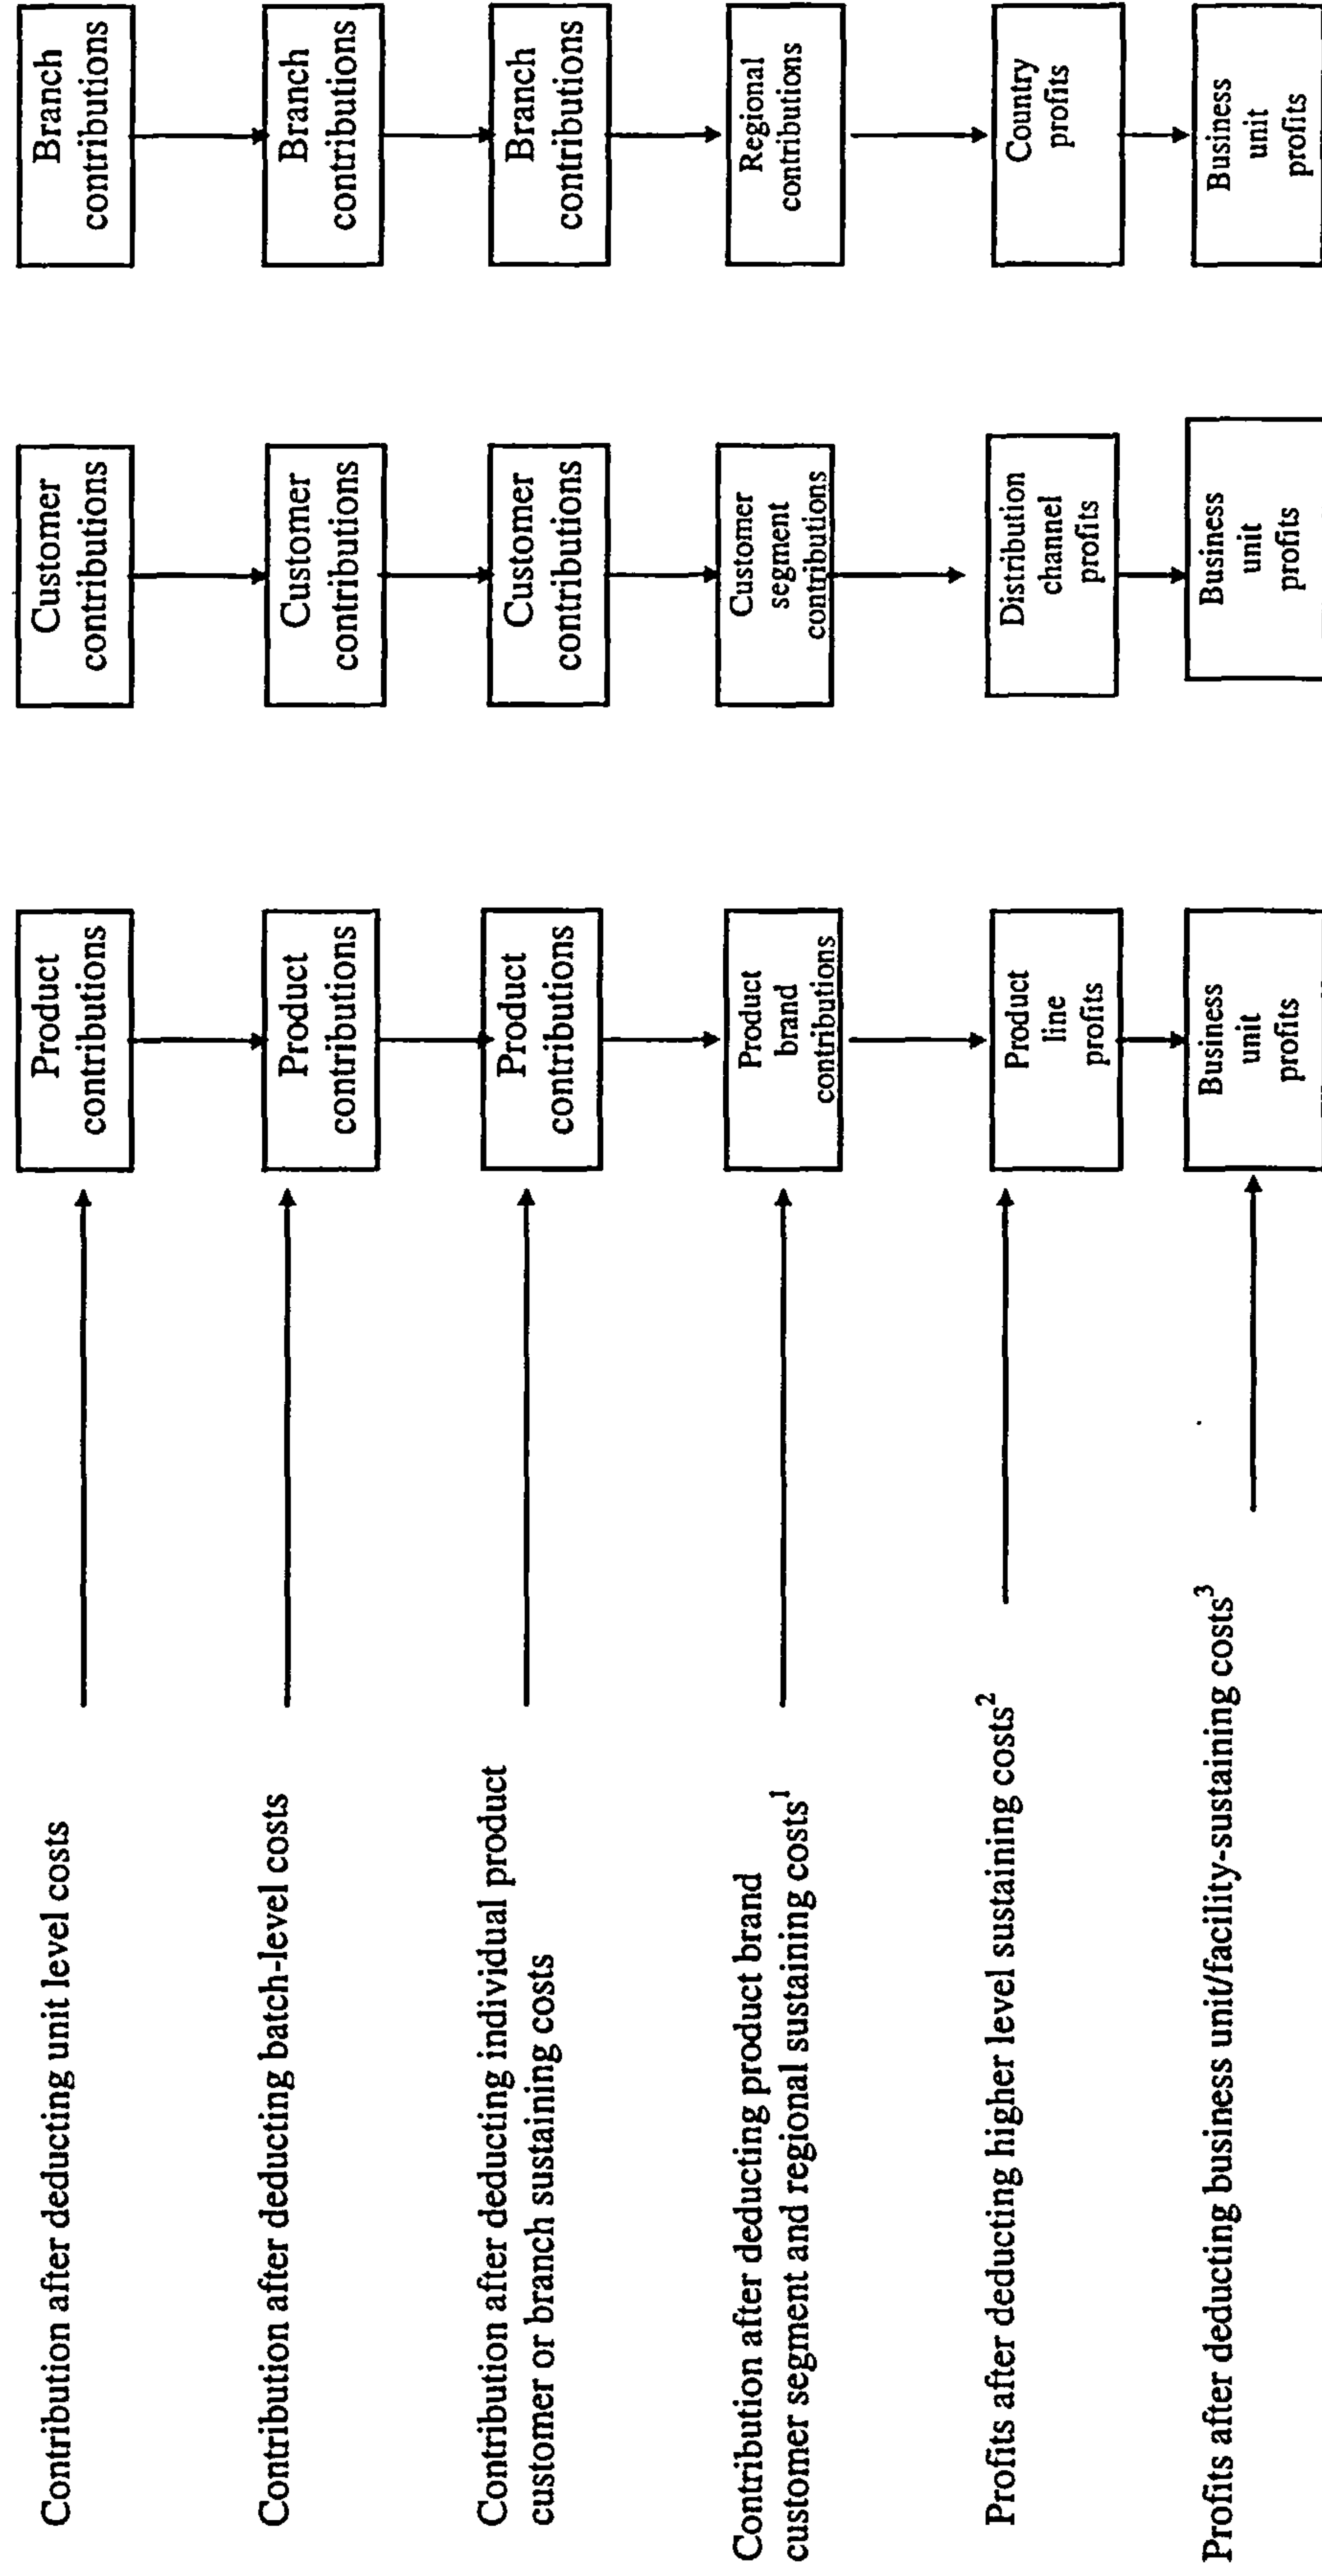 Contribution after deducting unit level costs
Product
contributions
Customer
contributions
Branch
contributions
Contribution after deducting batch-level costs
Product
contributions
Customer
contributions
Branch
contributions
Contribution after deducting individual product
customer or branch sustaining costs
Product
contributions
Customer
contributions
Branch
contributions
Contribution after deducting product brand
customer segment and regional sustaining costs¹
Product
brand
contributions
Customer
segment
contributions
Regional
contributions
Profits after deducting higher level sustaining costs²
Product
line
profits
Distribution
channel
profits
Country
profits
Profits after deducting business unit/facility-sustaining costs³
Business
unit
profits
Business
unit
profits
Business
unit
profits